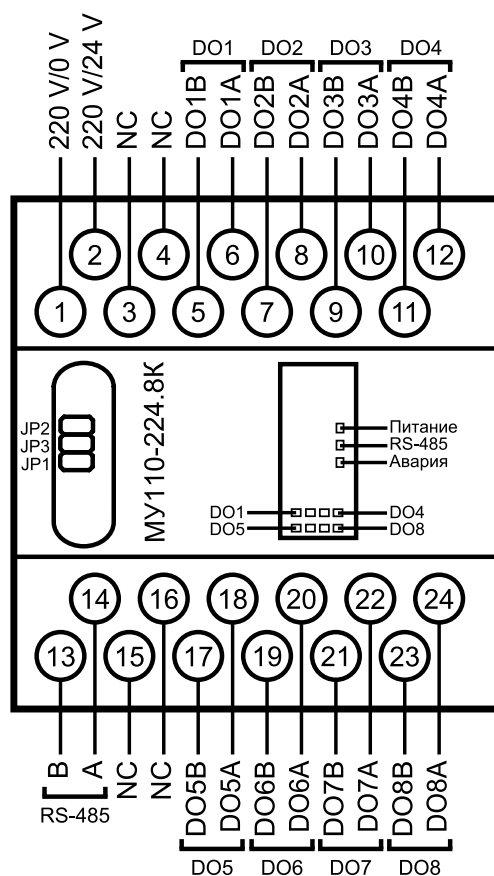 DO1 DO2 DO3 DO4
220 V/0 V
220 V/24 V
NC
NC
DO1B
DO1A
DO2B
DO2A
DO3B
DO3A
DO4B
DO4A
2 4 6 8 10 12
1 3 5 7 9 11
JP2
JP3
JP1
МУ110-224.8К
Питание
RS-485
Авария
DO1 DO4
DO5 DO8
14 16 18 20 22 24
13 15 17 19 21 23
B
A
NC
NC
DO5B
DO5A
DO6B
DO6A
DO7B
DO7A
DO8B
DO8A
RS-485
DO5 DO6 DO7 DO8